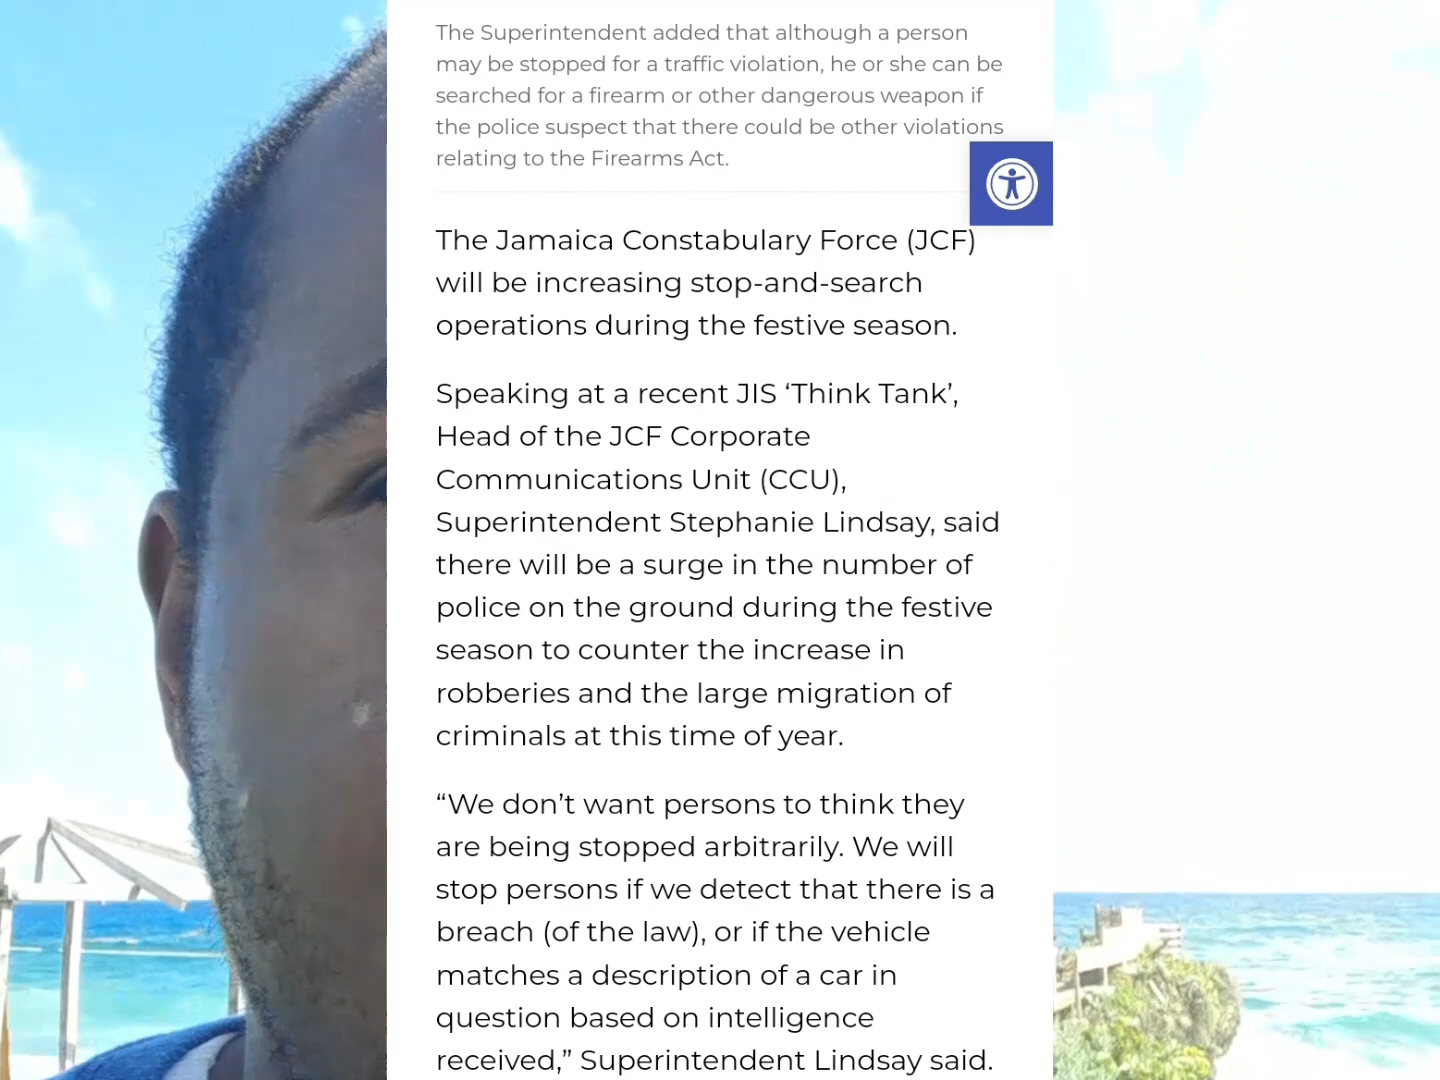 The Superintendent added that although a person
may be stopped for a traffic violation, he or she can be
searched for a firearm or other dangerous weapon if
the police suspect that there could be other violations
relating to the Firearms Act.
The Jamaica Constabulary Force (JCF)
will be increasing stop-and-search
operations during the festive season.
Speaking at a recent JIS ‘Think Tank’,
Head of the JCF Corporate
Communications Unit (CCU),
Superintendent Stephanie Lindsay, said
there will be a surge in the number of
police on the ground during the festive
season to counter the increase in
robberies and the large migration of
criminals at this time of year.
“We don’t want persons to think they
are being stopped arbitrarily. We will
stop persons if we detect that there is a
breach (of the law), or if the vehicle
matches a description of a car in
question based on intelligence
received,” Superintendent Lindsay said.